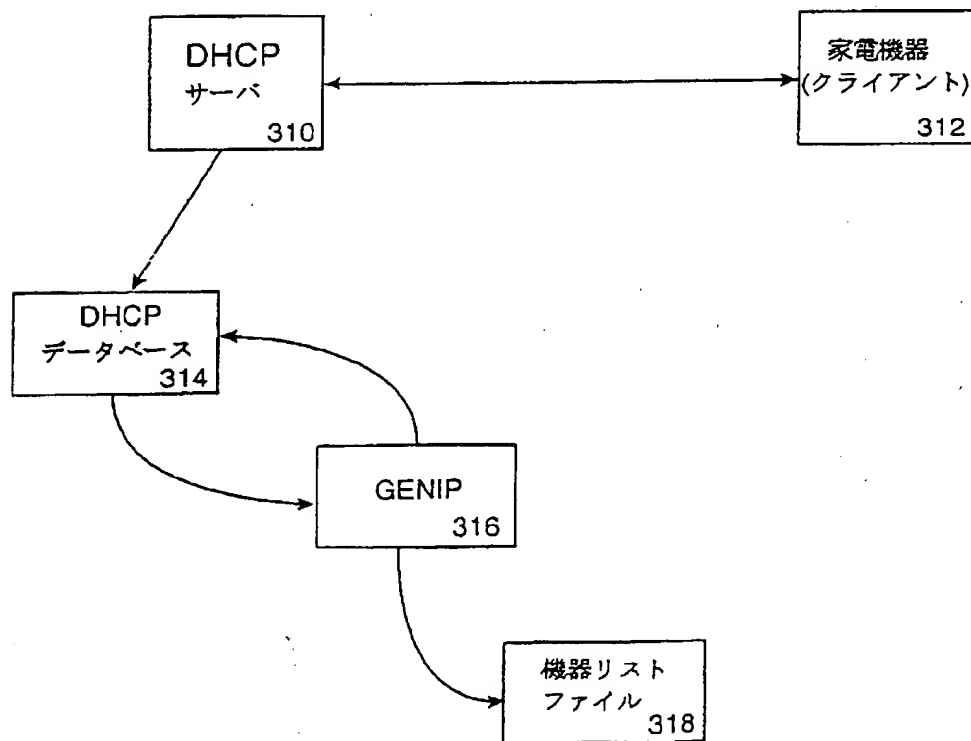 DHCP
サーバ
310
家電機器
(クライアント)
312
DHCP
データベース
314
GENIP
316
機器リスト
ファイル
318